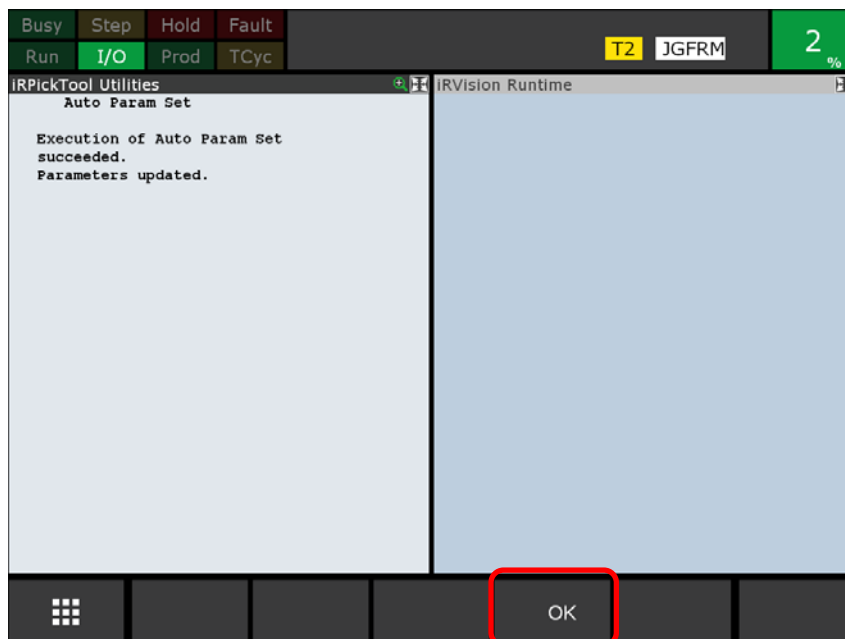 Busy Step Hold Fault
Run I/O Prod TCyc
T2 JGFRM
2 %
iRPickTool Utilities
iRVision Runtime
Auto Param Set
Execution of Auto Param Set
succeeded.
Parameters updated.
OK